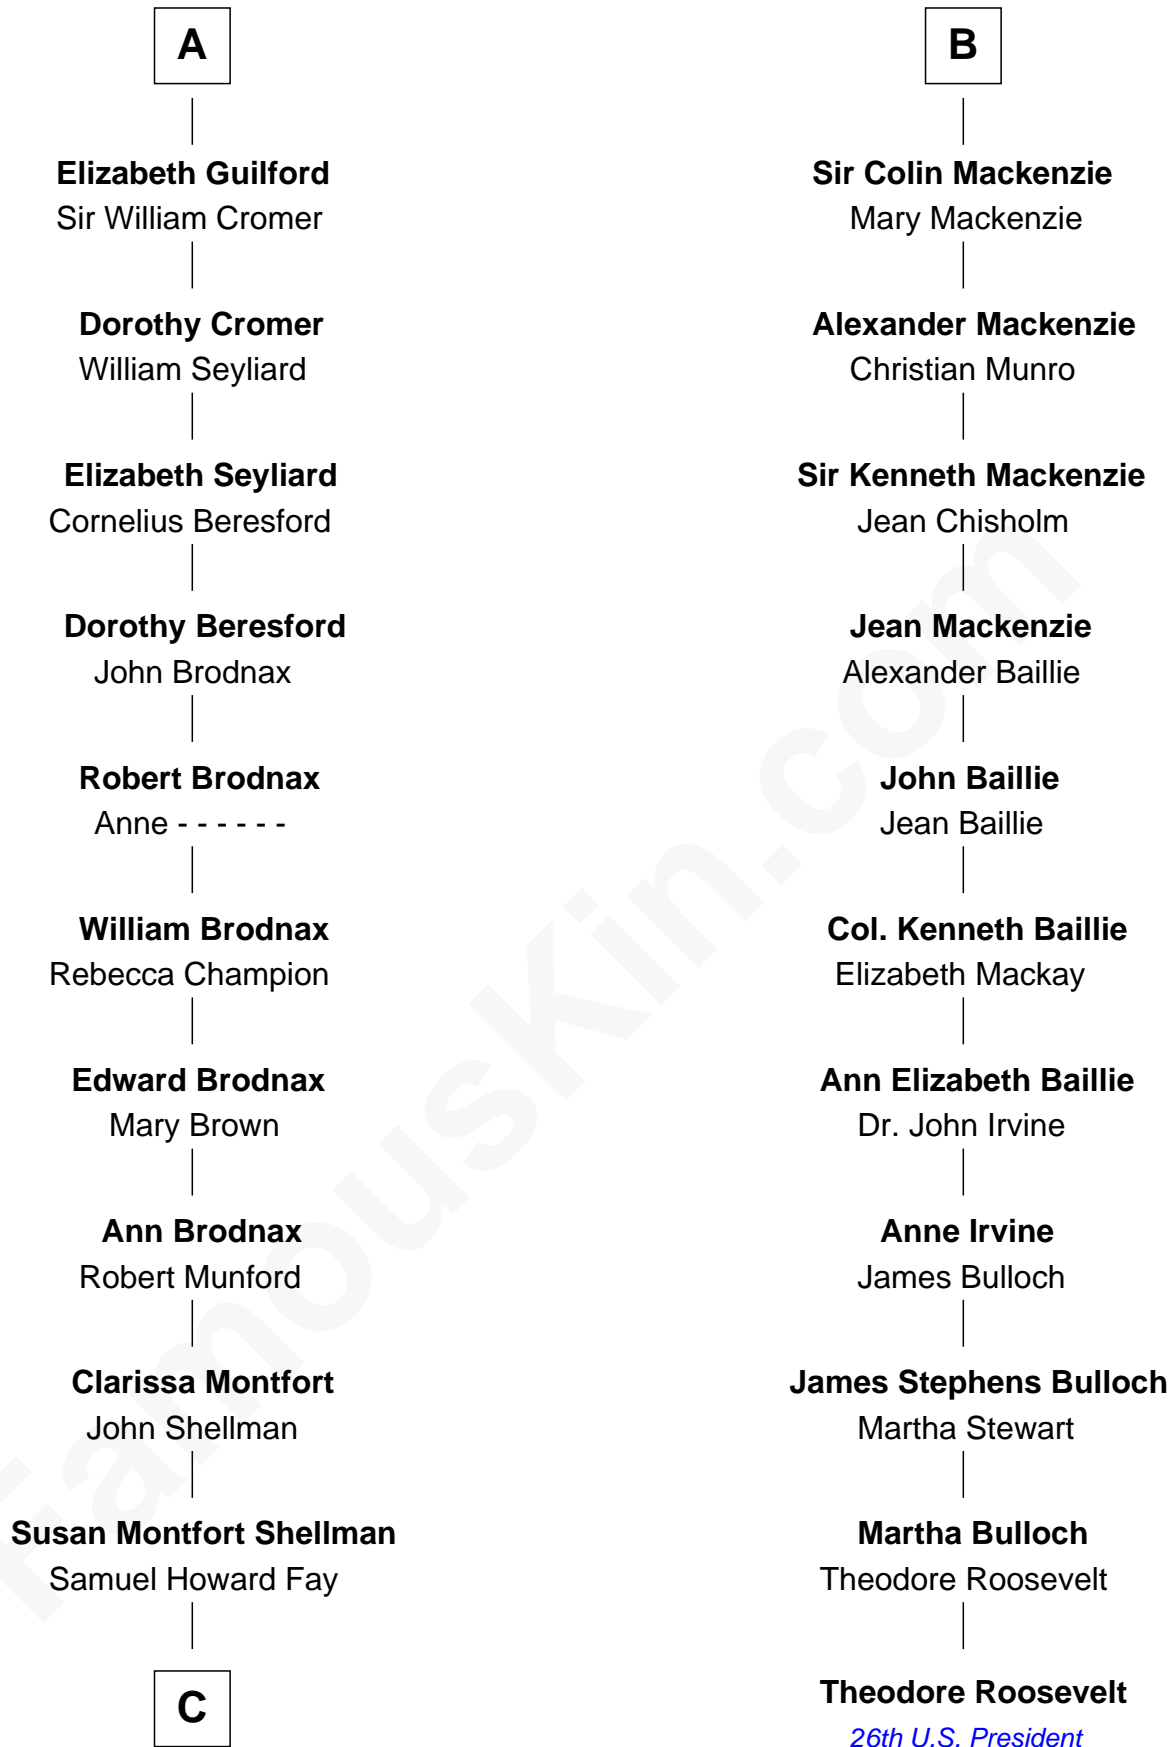 A
Elizabeth Guilford
Sir William Cromer
Dorothy Cromer
William Seyliard
Elizabeth Seyliard
Cornelius Beresford
Dorothy Beresford
John Brodnax
Robert Brodnax
Anne - - - - - -
William Brodnax
Rebecca Champion
Edward Brodnax
Mary Brown
Ann Brodnax
Robert Munford
Clarissa Montfort
John Shellman
Susan Montfort Shellman
Samuel Howard Fay
C
B
Sir Colin Mackenzie
Mary Mackenzie
Alexander Mackenzie
Christian Munro
Sir Kenneth Mackenzie
Jean Chisholm
Jean Mackenzie
Alexander Baillie
John Baillie
Jean Baillie
Col. Kenneth Baillie
Elizabeth Mackay
Ann Elizabeth Baillie
Dr. John Irvine
Anne Irvine
James Bulloch
James Stephens Bulloch
Martha Stewart
Martha Bulloch
Theodore Roosevelt
Theodore Roosevelt
26th U.S. President
FamousKin.com